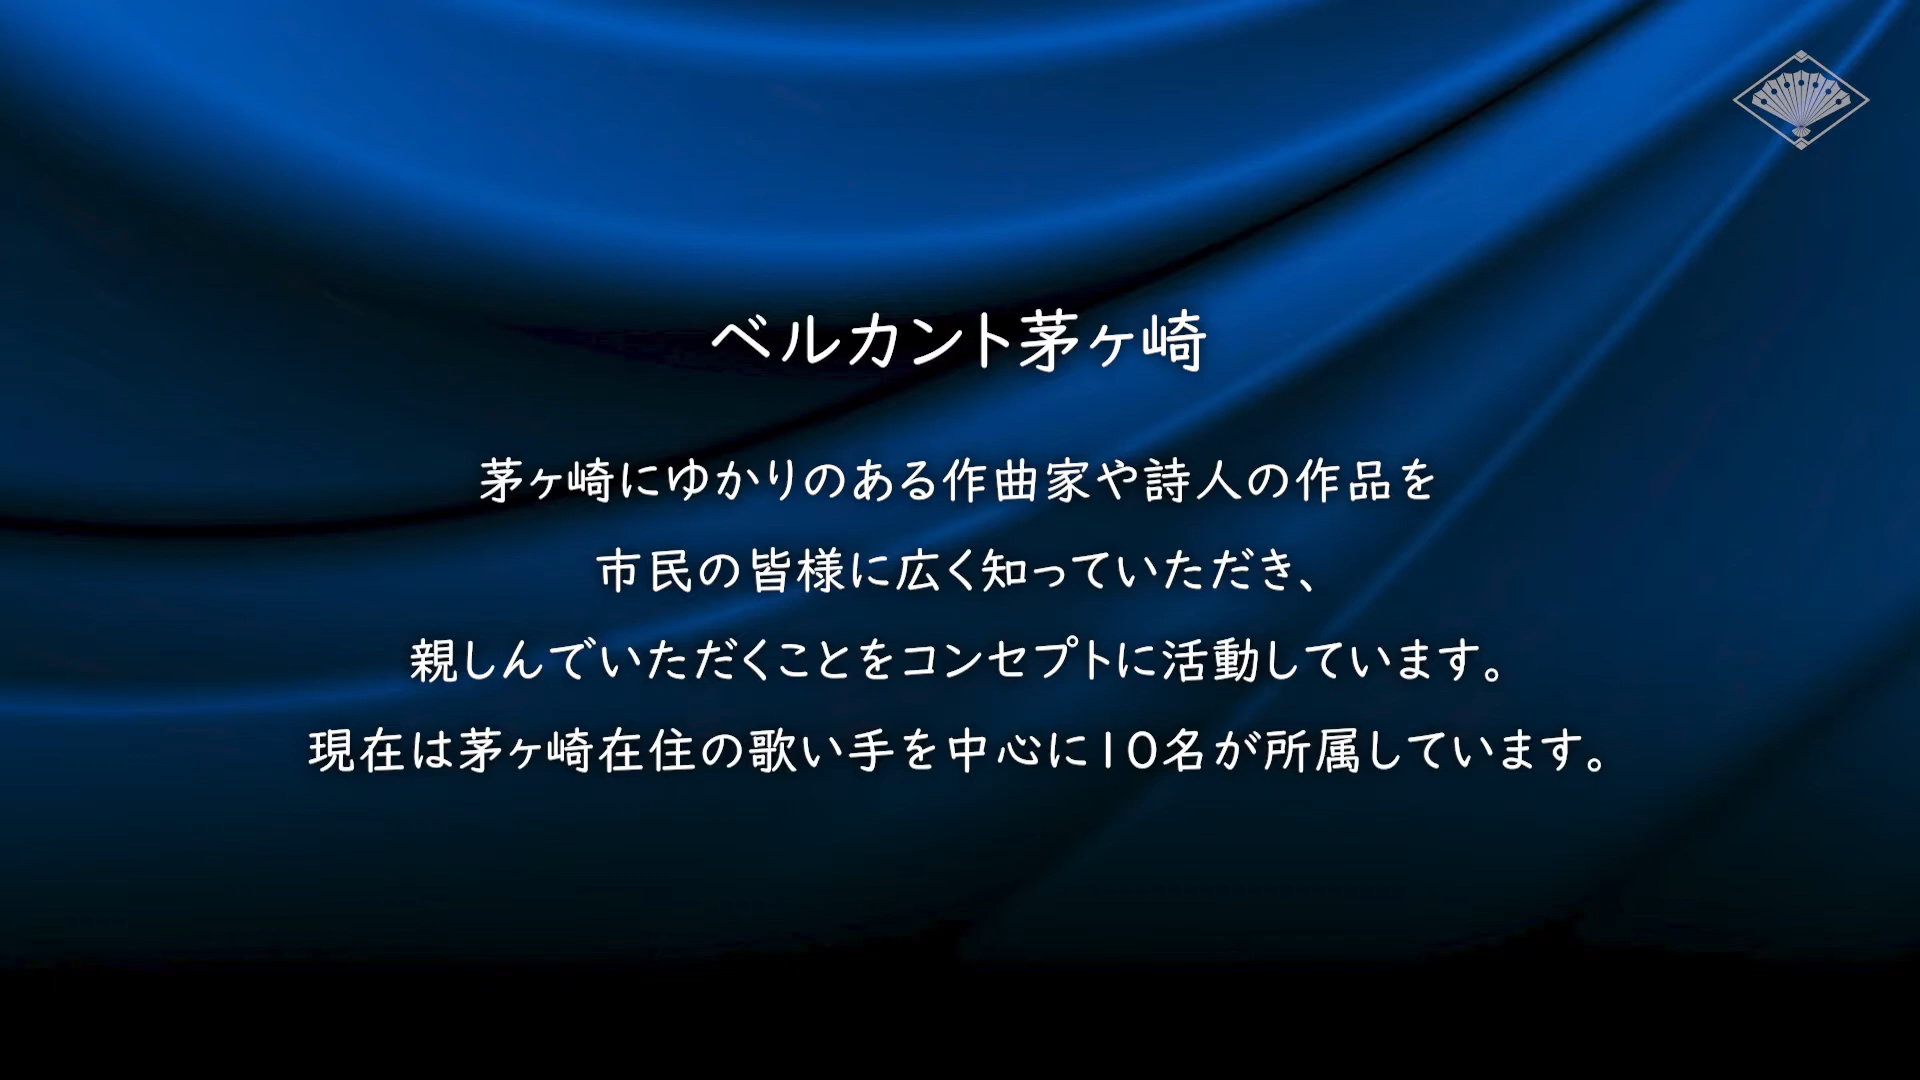 ベルカント茅ヶ崎
茅ヶ崎にゆかりのある作曲家や詩人の作品を
市民の皆様に広く知っていただき、
親しんでいただくことをコンセプトに活動しています。
現在は茅ヶ崎在住の歌い手を中心に10名が所属しています。